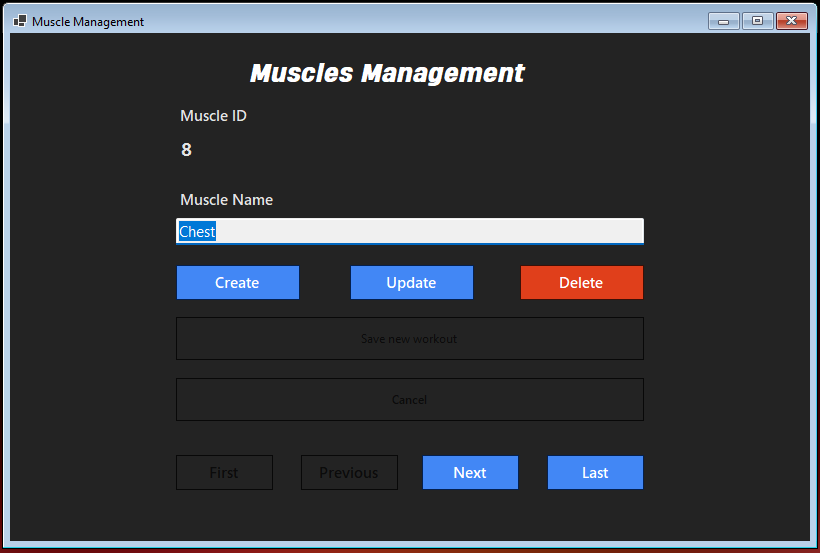 Muscle Management
Muscles Management
Muscle ID
8
Muscle Name
Chest
Create Update Delete
Save new workout
Cancel
First Previous Next Last